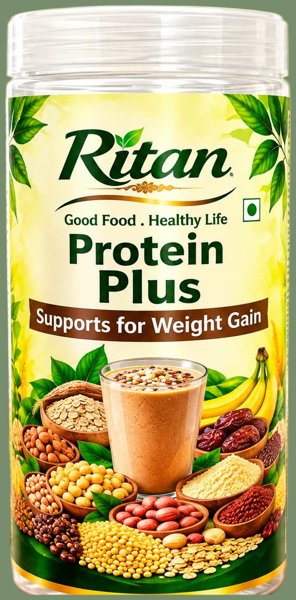 Ritan®
Good Food . Healthy Life
Protein
Plus
Supports for Weight Gain